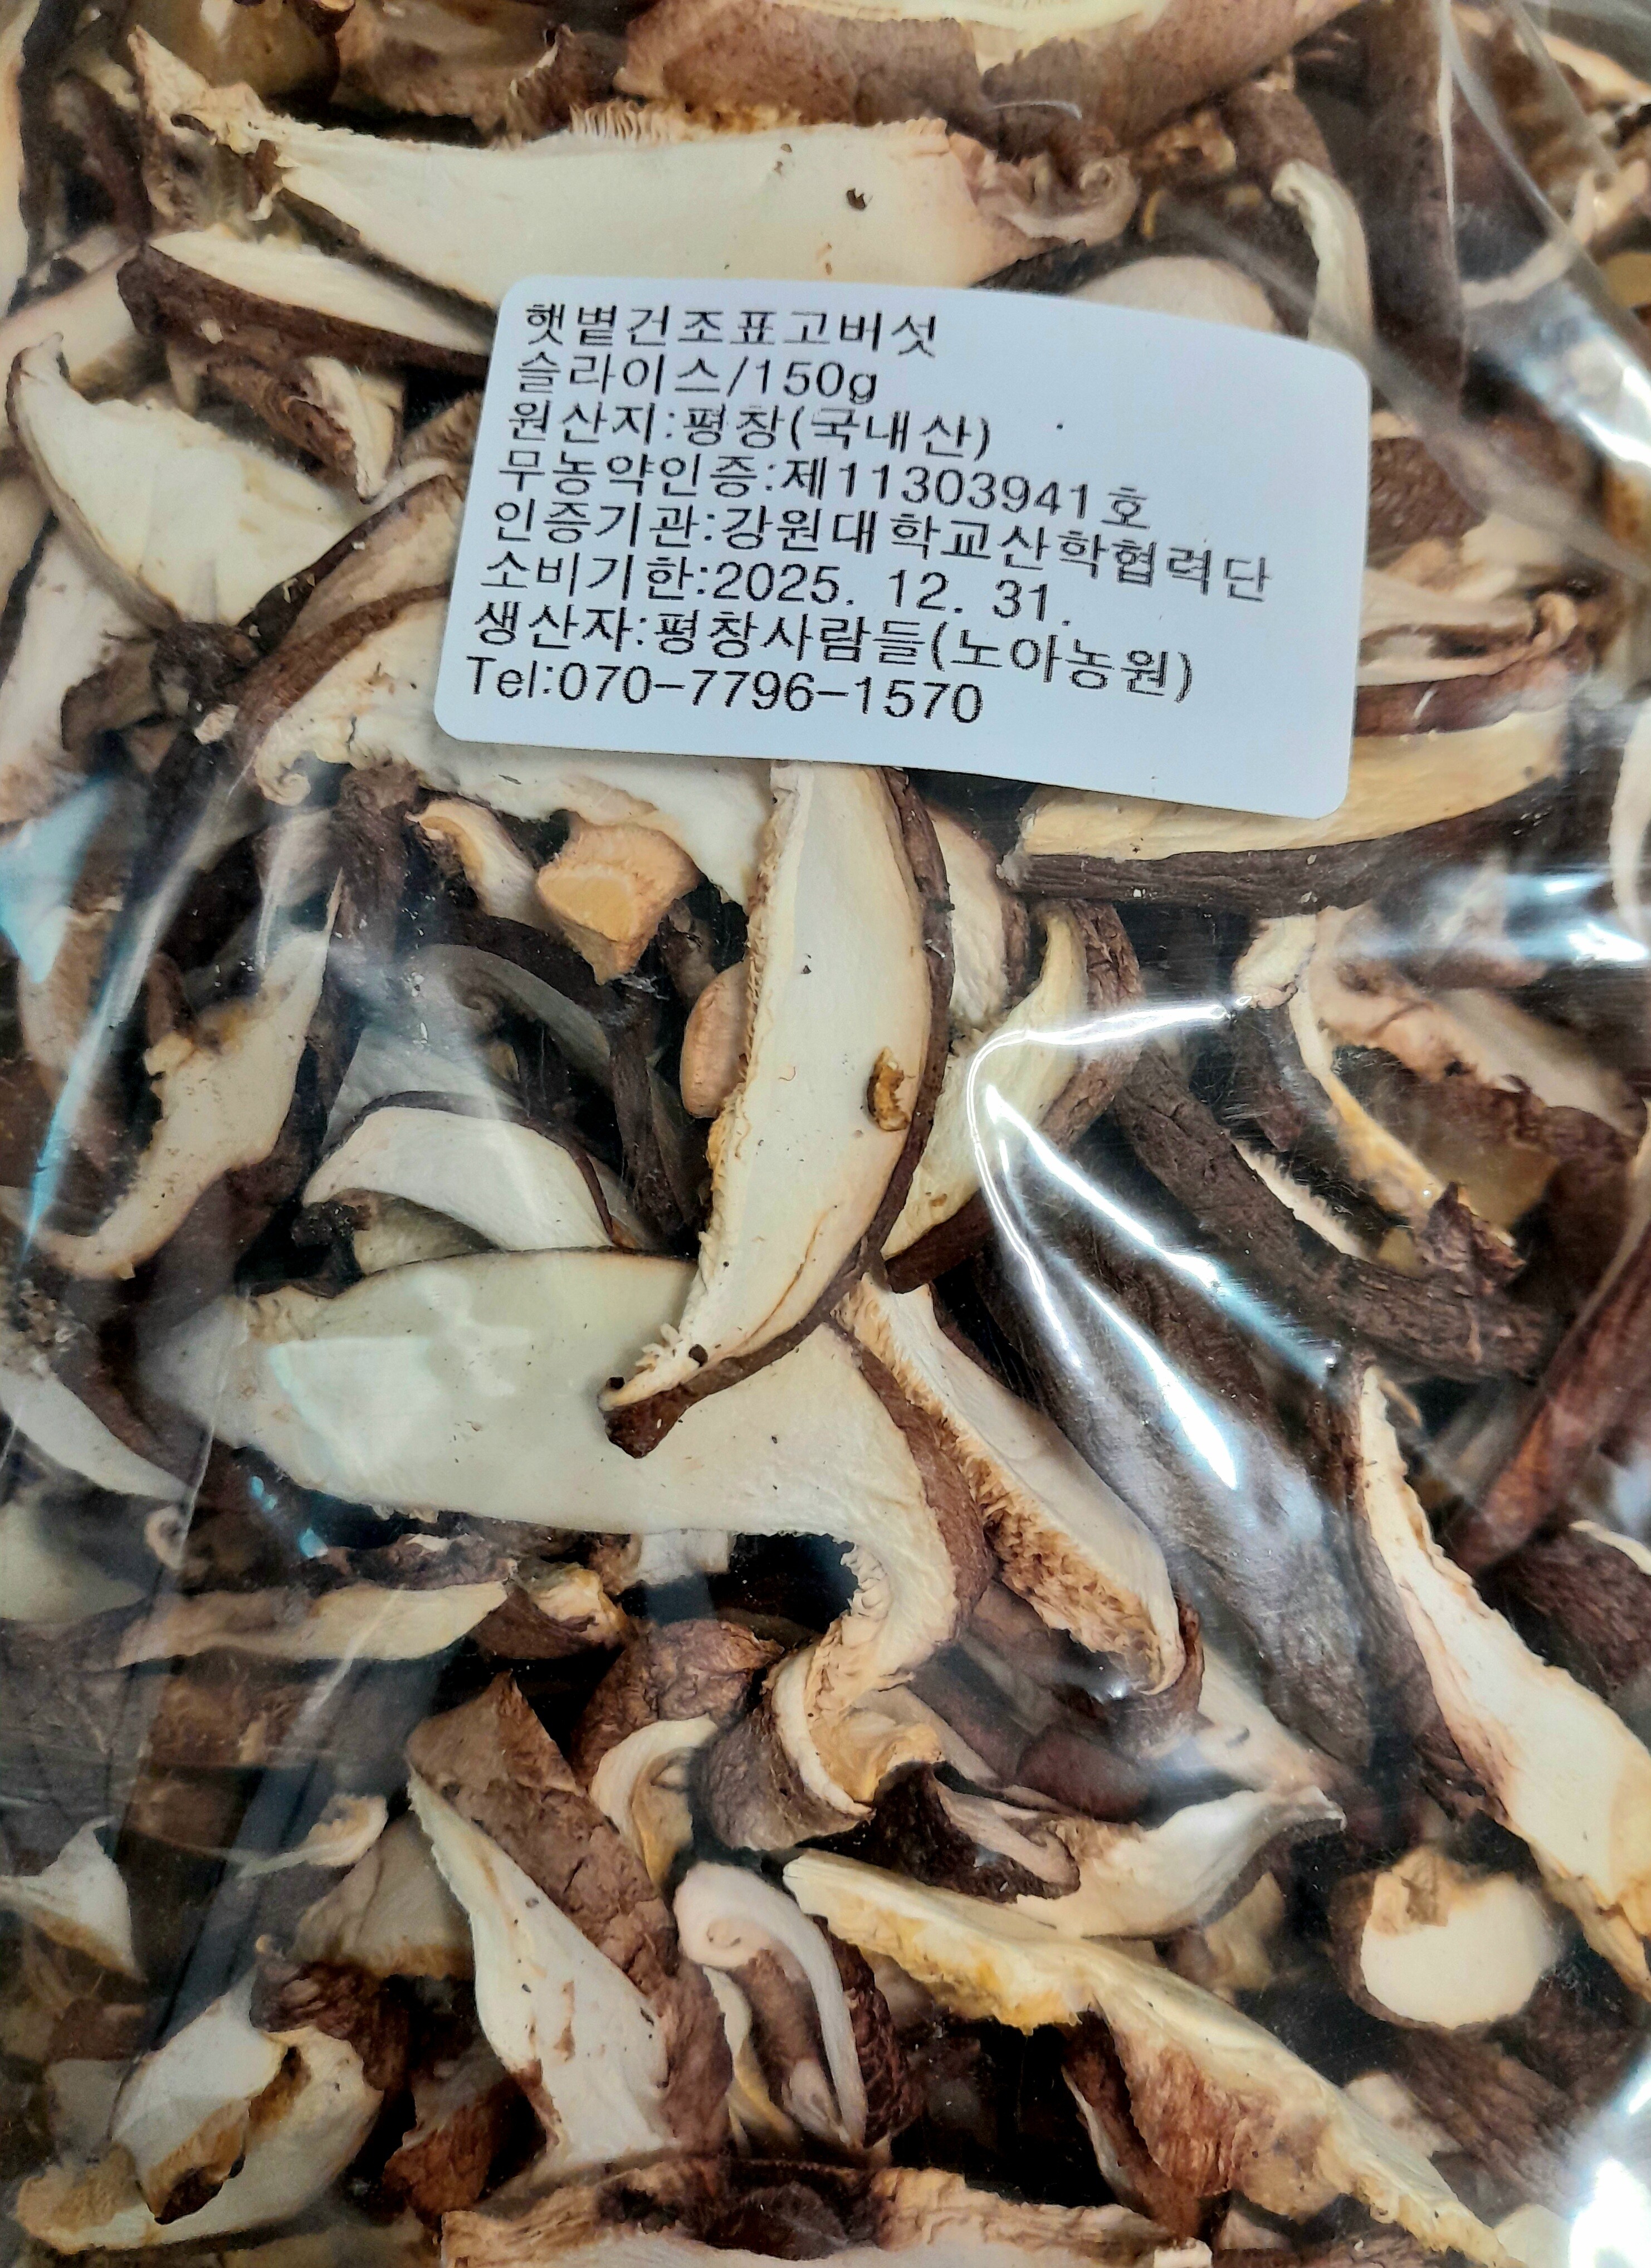 햇볕건조표고버섯
슬라이스/150g
원산지:평창(국내산)
무농약인증:제11303941호
인증기관:강원대학교산학협력단
소비기한:2025. 12. 31.
생산자:평창사람들(노아농원)
Tel:070-7796-1570